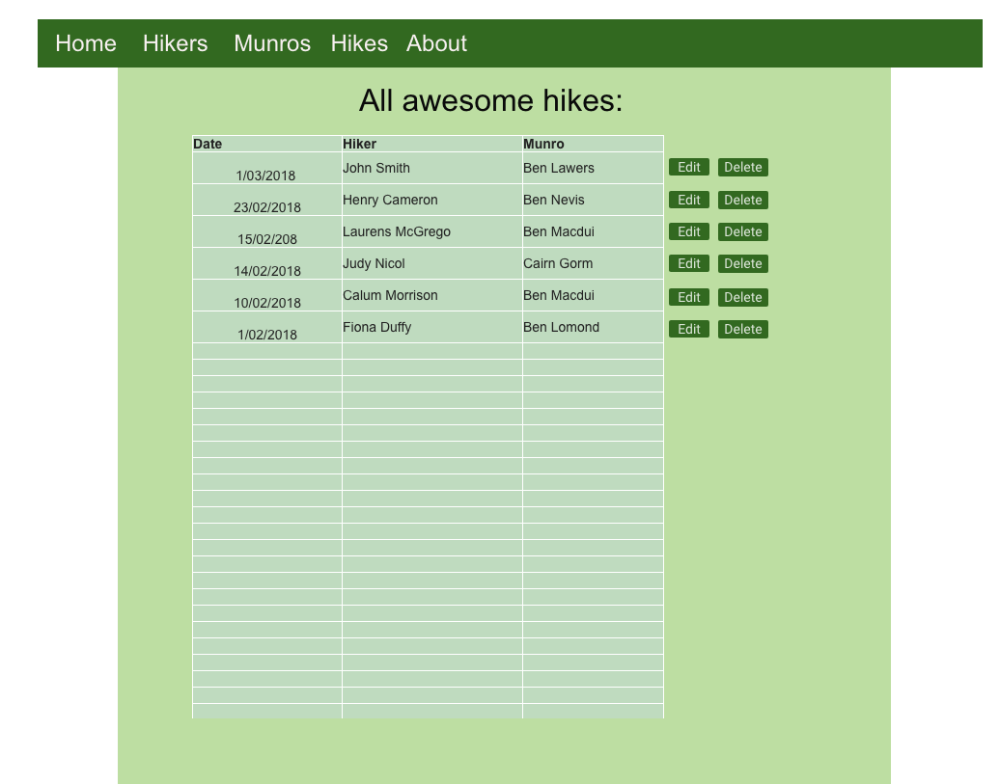 Home Hikers Munros Hikes About
All awesome hikes:
Date Hiker Munro
1/03/2018 John Smith Ben Lawers Edit Delete
23/02/2018 Henry Cameron Ben Nevis Edit Delete
15/02/208 Laurens McGrego Ben Macdui Edit Delete
14/02/2018 Judy Nicol Cairn Gorm Edit Delete
10/02/2018 Calum Morrison Ben Macdui Edit Delete
1/02/2018 Fiona Duffy Ben Lomond Edit Delete